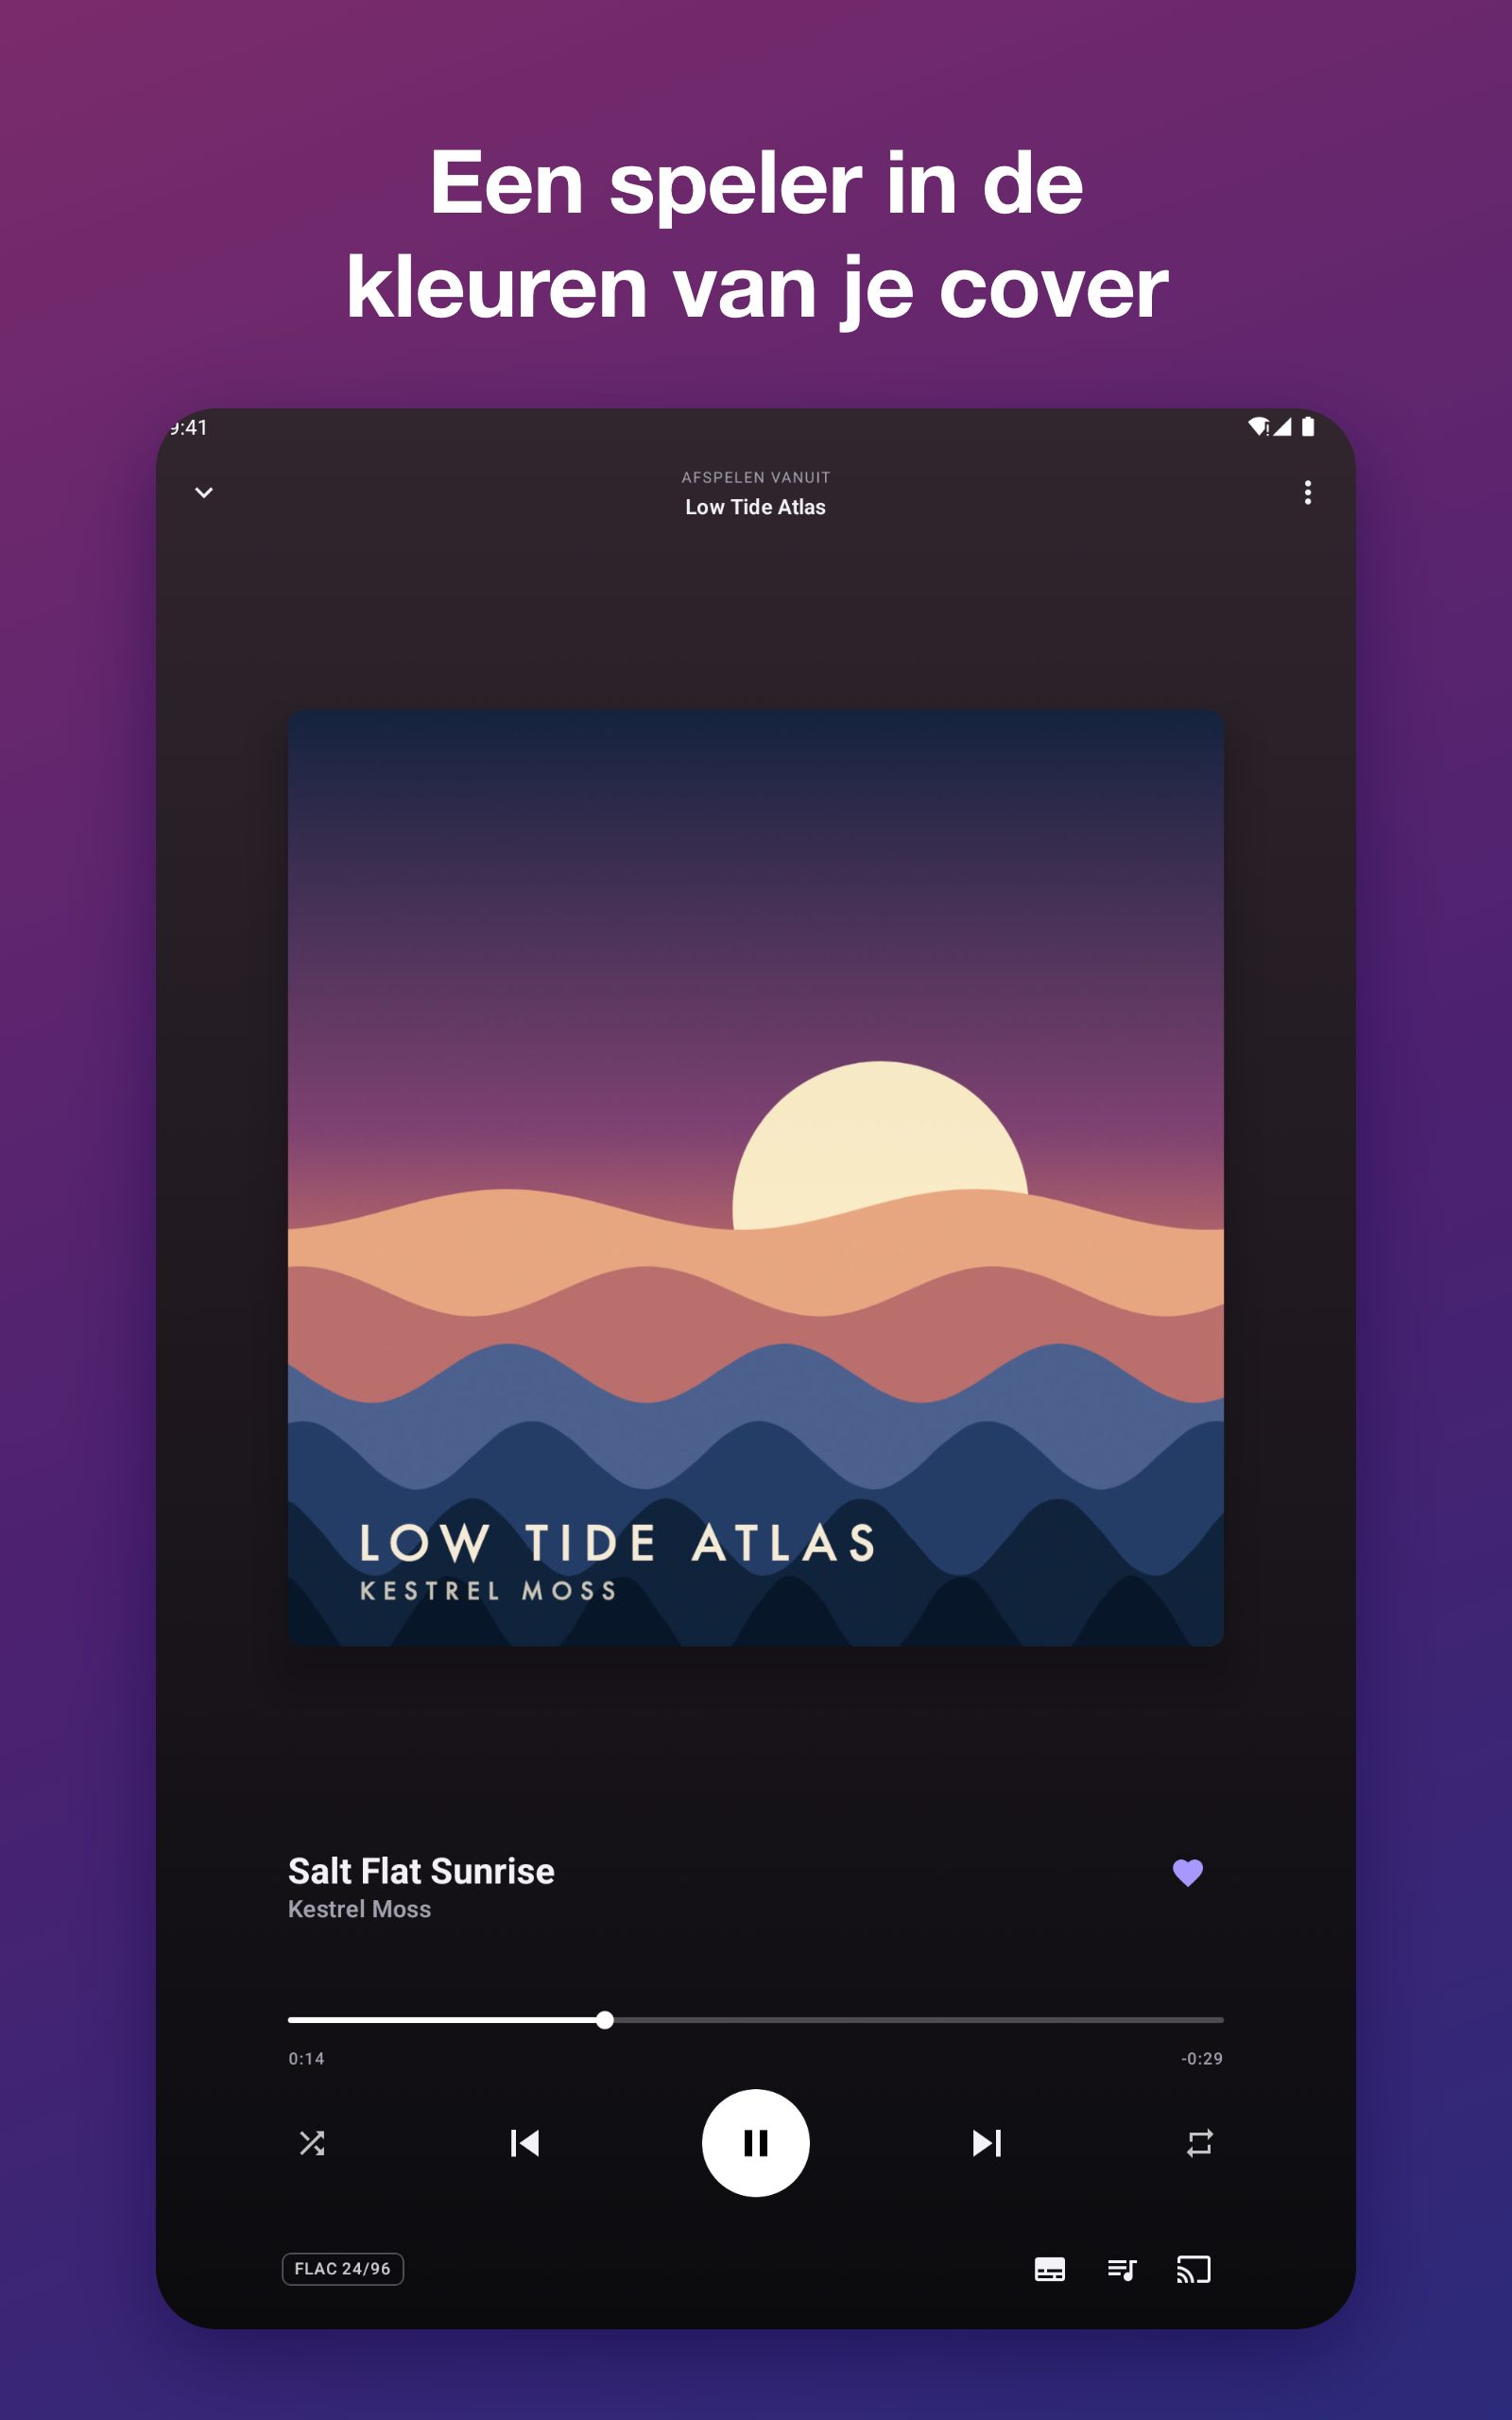 Een speler in de
kleuren van je cover
9:41
AFSPELEN VANUIT
Low Tide Atlas
LOW TIDE ATLAS
KESTREL MOSS
Salt Flat Sunrise
Kestrel Moss
0:14
-0:29
FLAC 24/96